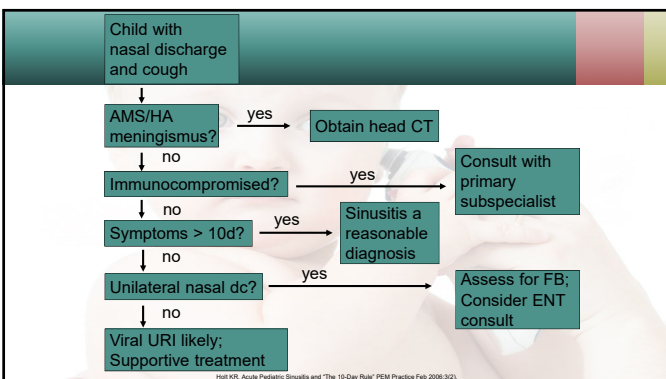 Child with
nasal discharge
and cough
AMS/HA
meningismus?
yes
Obtain head CT
no
Immunocompromised?
yes
Consult with
primary
subspecialist
no
Symptoms > 10d?
yes
Sinusitis a
reasonable
diagnosis
no
Unilateral nasal dc?
yes
Assess for FB;
Consider ENT
consult
no
Viral URI likely;
Supportive treatment
Holt KR. Acute Pediatric Sinusitis and "The 10-Day Rule" PEM Practice Feb 2006:3(2).